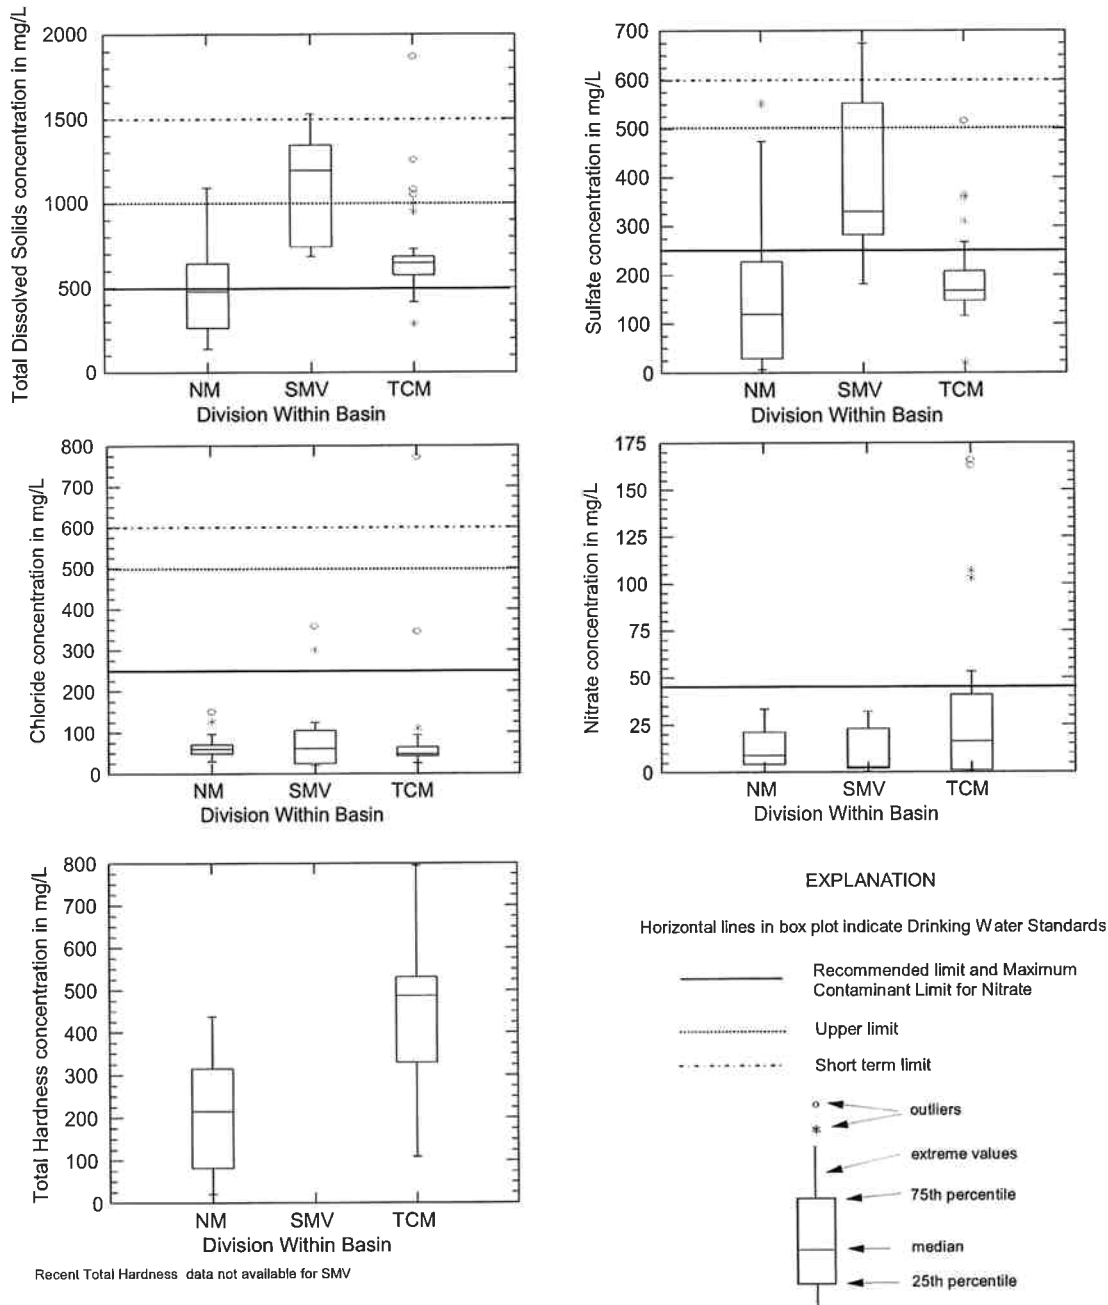 Total Dissolved Solids concentration in mg/L
2000
1500
1000
500
0
NM SMV TCM
Division Within Basin
Sulfate concentration in mg/L
700
600
500
400
300
200
100
0
NM SMV TCM
Division Within Basin
Chloride concentration in mg/L
800
700
600
500
400
300
200
100
0
NM SMV TCM
Division Within Basin
Nitrate concentration in mg/L
175
150
125
100
75
50
25
0
NM SMV TCM
Division Within Basin
Total Hardness concentration in mg/L
800
700
600
500
400
300
200
100
0
NM SMV TCM
Division Within Basin
Recent Total Hardness data not available for SMV
EXPLANATION
Horizontal lines in box plot indicate Drinking Water Standards
Recommended limit and Maximum
Contaminant Limit for Nitrate
Upper limit
Short term limit
outliers
extreme values
75th percentile
median
25th percentile